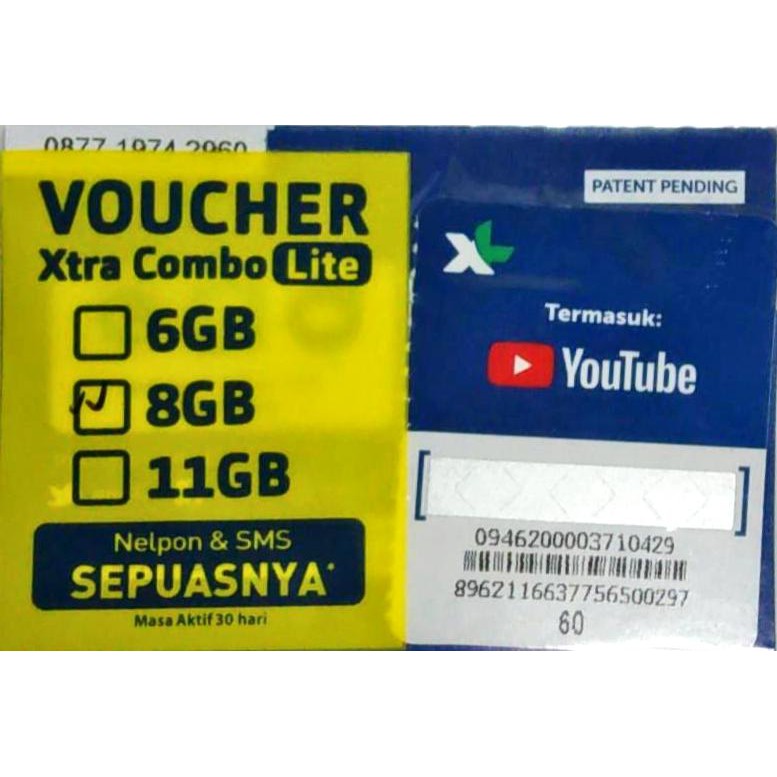 0877 1974 2960
VOUCHER
Xtra Combo Lite
6GB
8GB
11GB
Nelpon & SMS
SEPUASNYA*
Masa Aktif 30 hari
PATENT PENDING
XL
Termasuk:
YouTube
0946200003710429
8962116637756500297
60